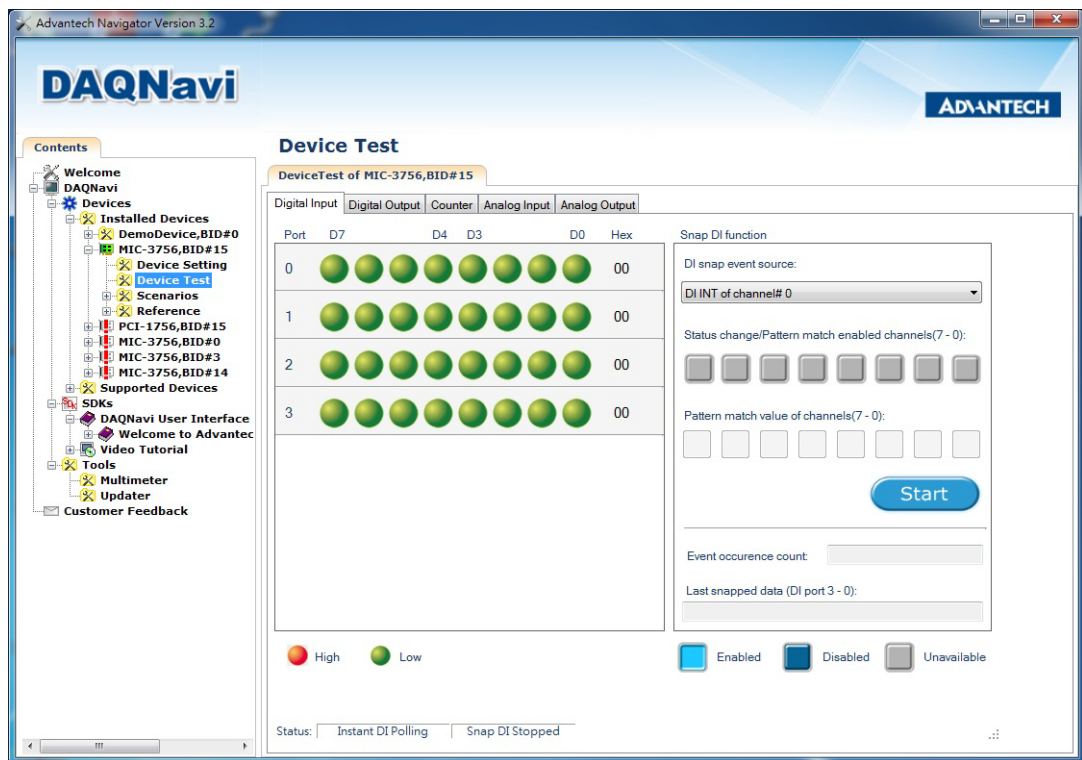 Advantech Navigator Version 3.2
DAQNavi
ADVANTECH
Contents
Welcome
DAQNavi
Devices
Installed Devices
DemoDevice,BID#0
MIC-3756,BID#15
Device Setting
Device Test
Scenarios
Reference
PCI-1756,BID#15
MIC-3756,BID#0
MIC-3756,BID#3
MIC-3756,BID#14
Supported Devices
SDKs
DAQNavi User Interface
Welcome to Advantec
Video Tutorial
Tools
Multimeter
Updater
Customer Feedback
Device Test
DeviceTest of MIC-3756,BID#15
Digital Input Digital Output Counter Analog Input Analog Output
Port D7 D4 D3 D0 Hex
0 00
1 00
2 00
3 00
High Low
Snap DI function
DI snap event source:
DI INT of channel# 0
Status change/Pattern match enabled channels(7 - 0):
Pattern match value of channels(7 - 0):
Start
Event occurence count:
Last snapped data (DI port 3 - 0):
Enabled Disabled Unavailable
Status: Instant DI Polling Snap DI Stopped